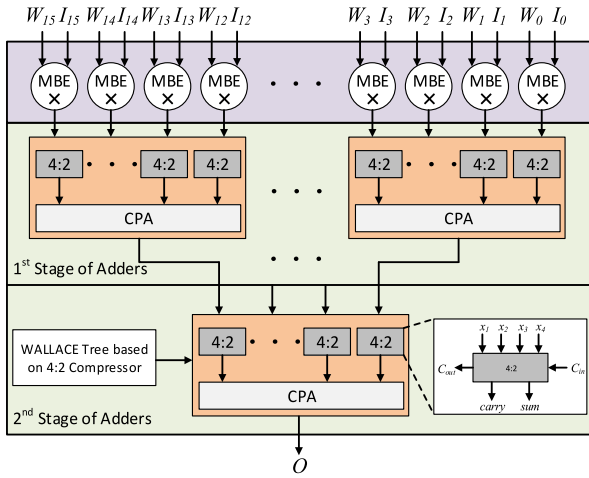 W15 I15 W14 I14 W13 I13 W12 I12 W3 I3 W2 I2 W1 I1 W0 I0
MBE MBE MBE MBE . . . MBE MBE MBE MBE
× × × × × × × ×
4:2 . . . 4:2 4:2 4:2 . . . 4:2 4:2
. . .
CPA CPA
. . .
1st Stage of Adders
WALLACE Tree based
on 4:2 Compressor
4:2 . . . 4:2 4:2
CPA
x1 x2 x3 x4
Cout 4:2 Cin
carry sum
2nd Stage of Adders
O